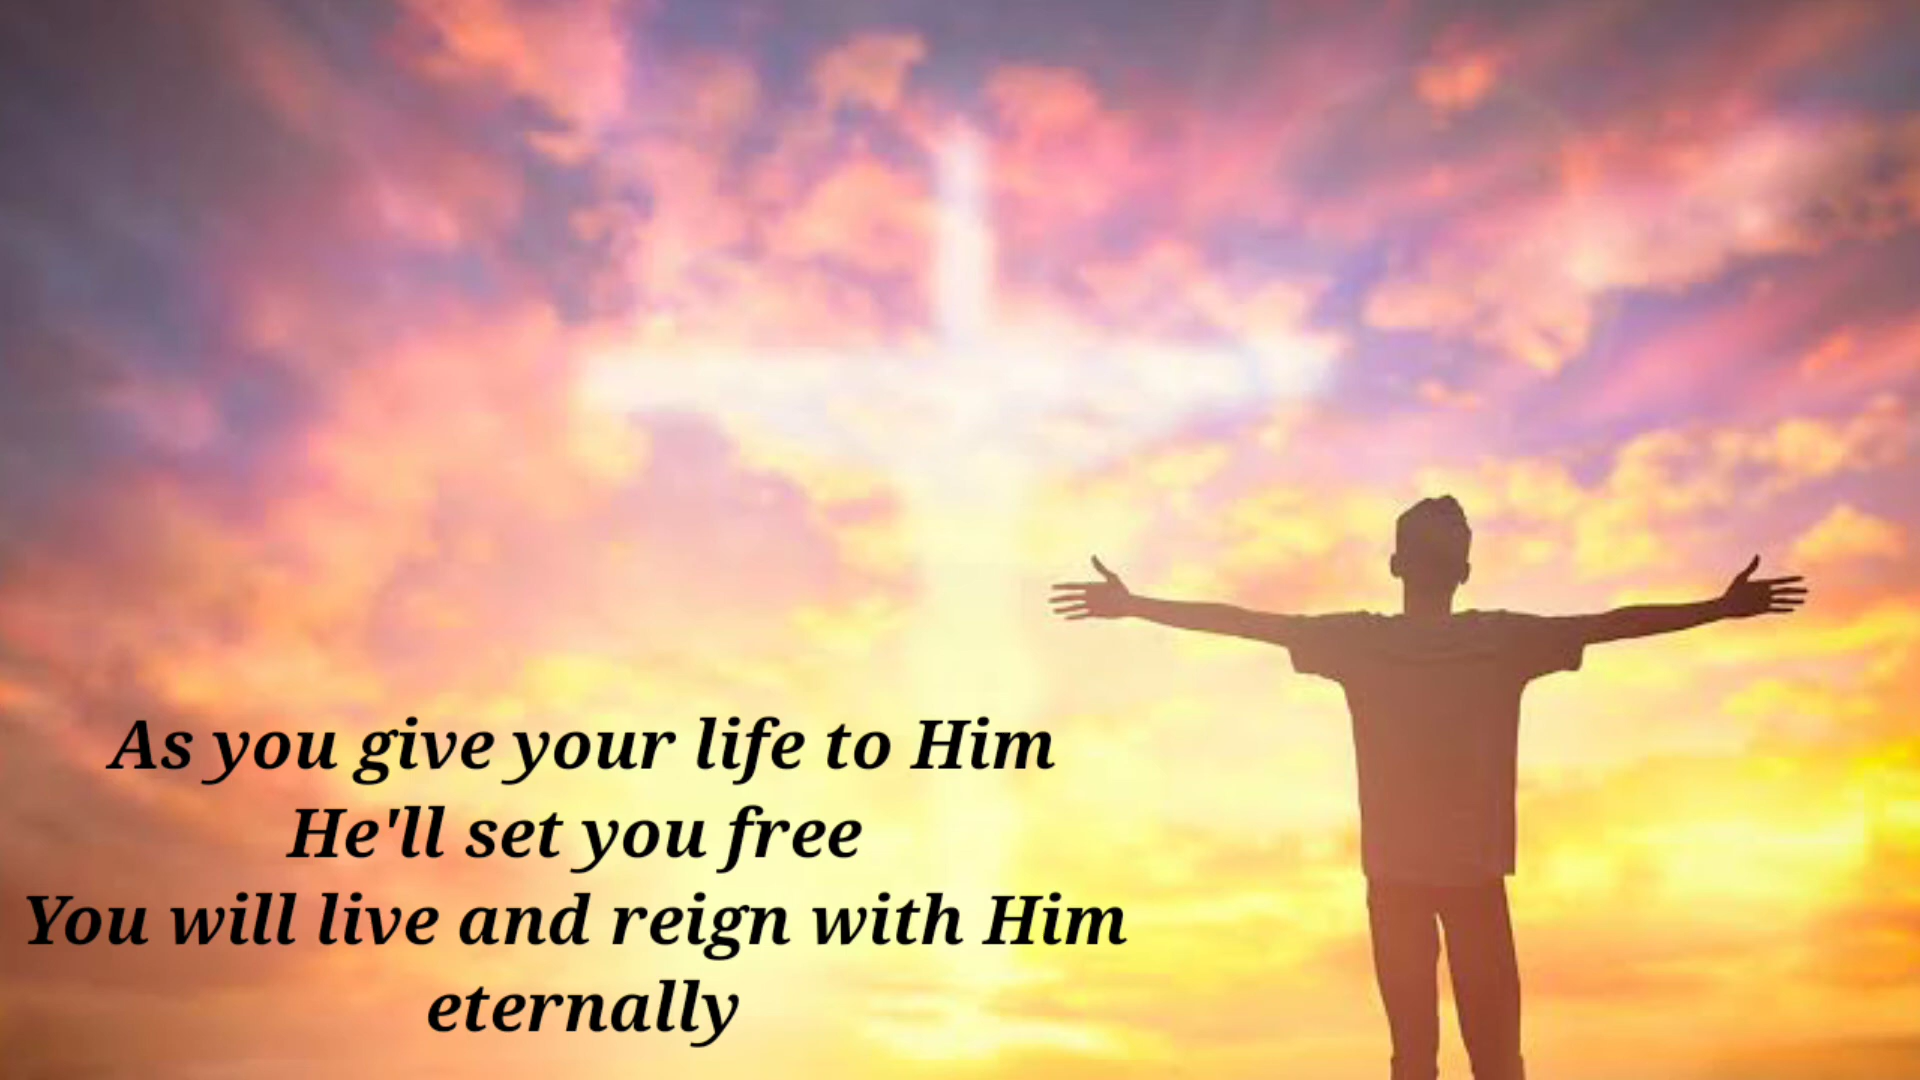 As you give your life to Him
He'll set you free
You will live and reign with Him
eternally